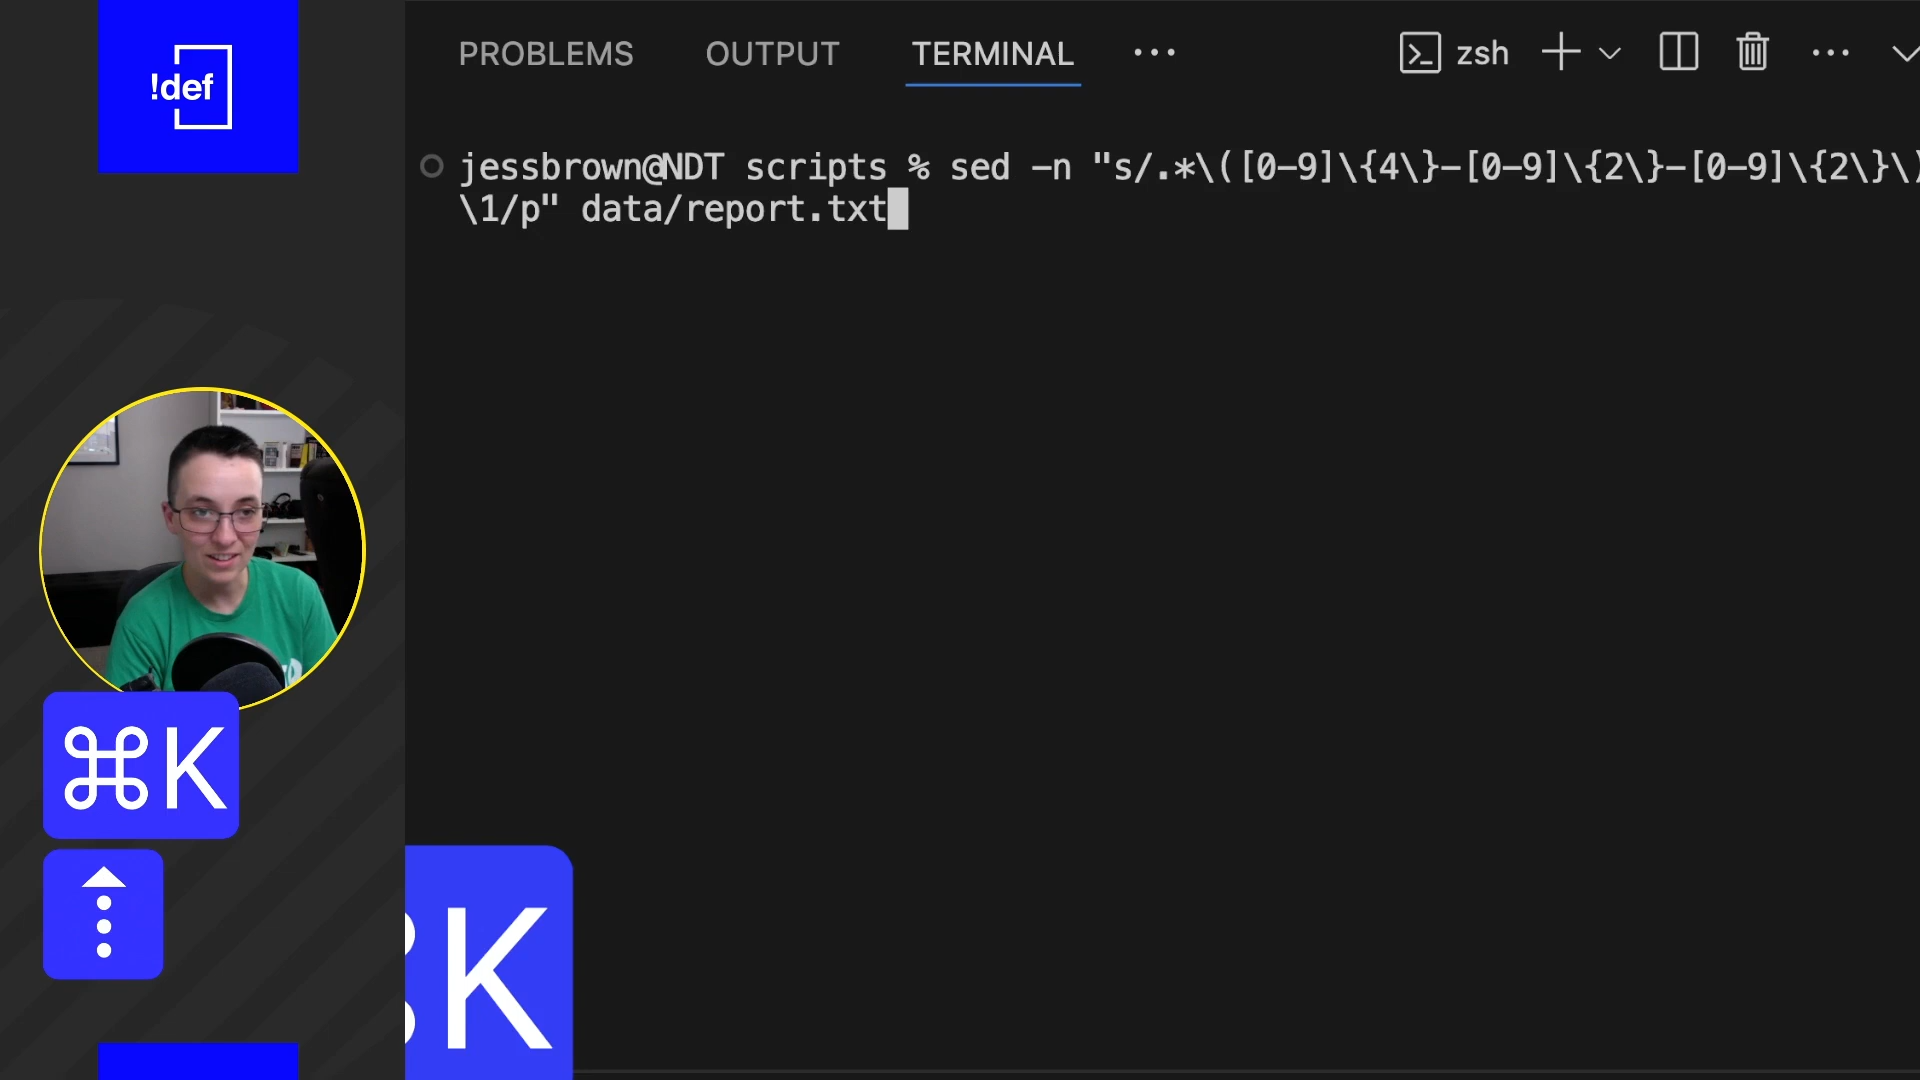 !def
PROBLEMS OUTPUT TERMINAL ··· zsh
jessbrown@NDT scripts % sed -n "s/.*\([0-9]\{4\}-[0-9]\{2\}-[0-9]\{2\}\)
\1/p" data/report.txt
⌘K
K